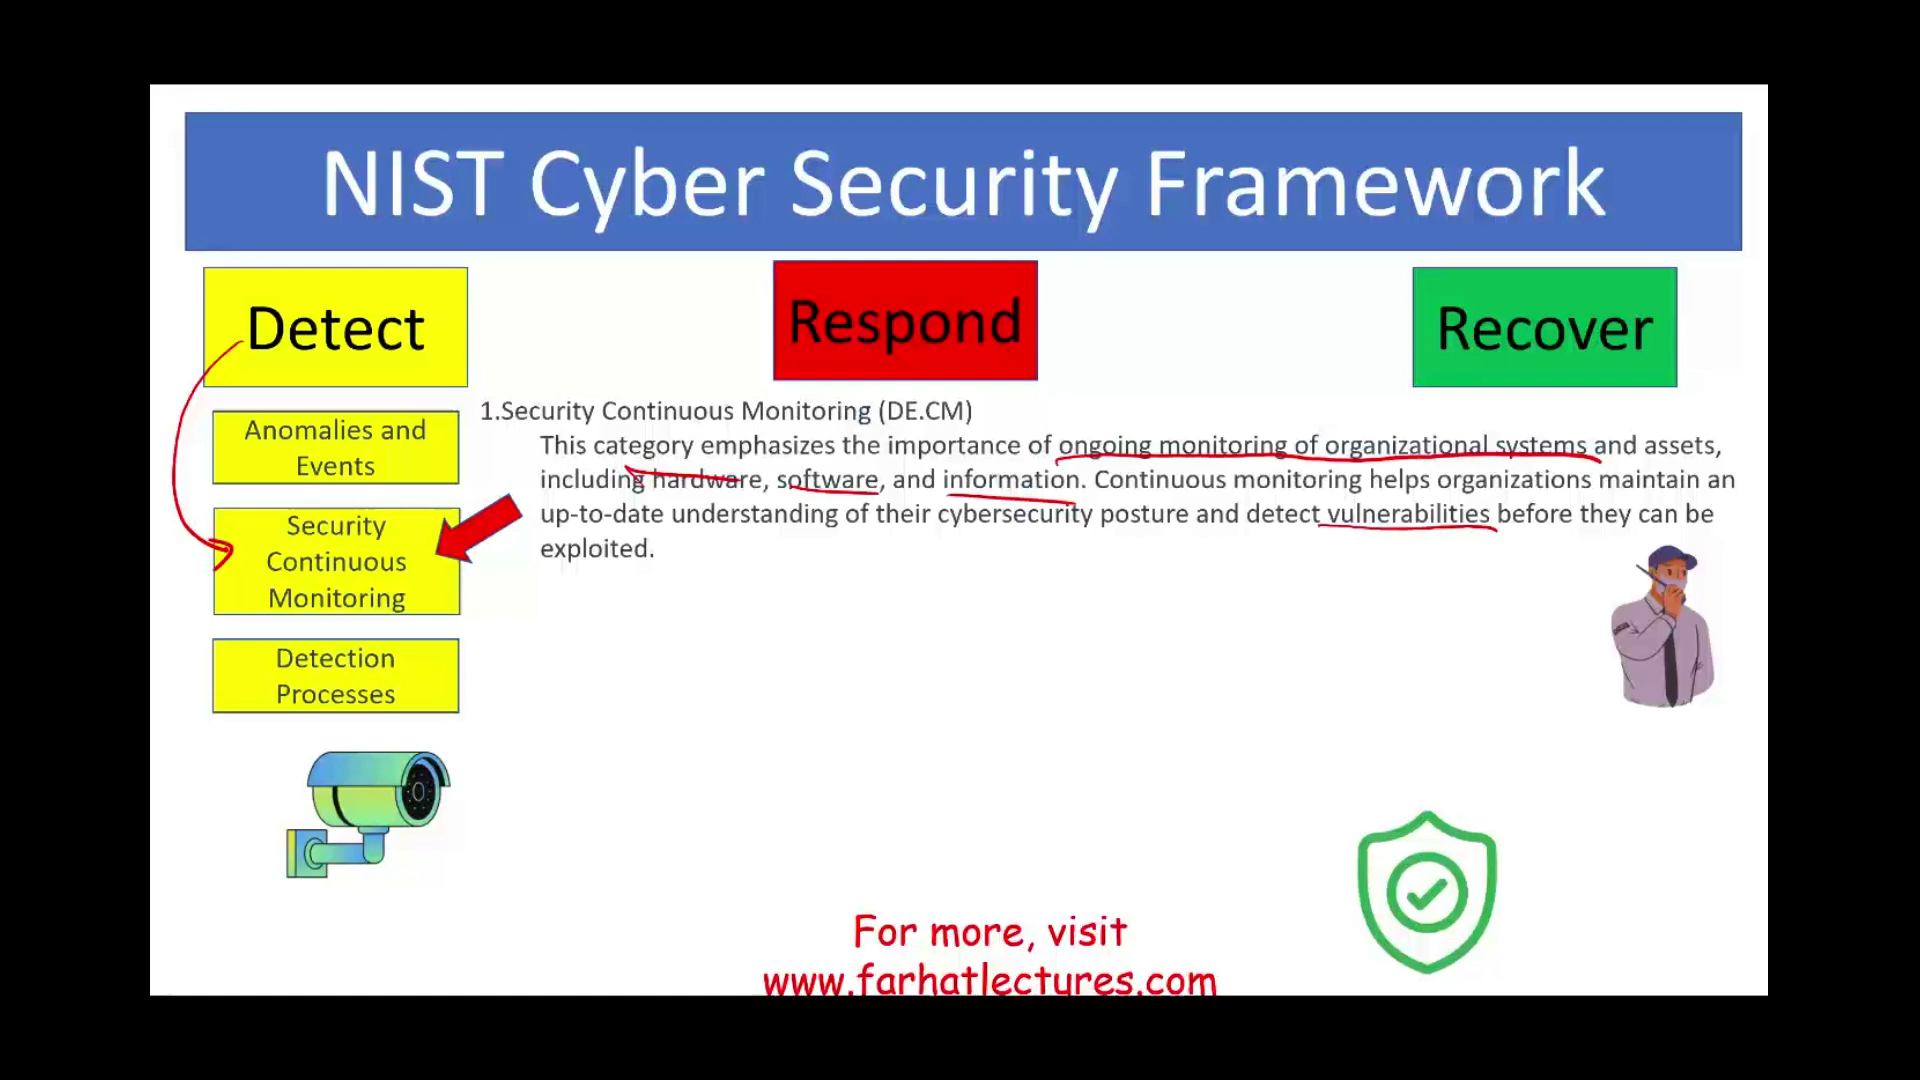 NIST Cyber Security Framework
Detect
Respond
Recover
Anomalies and
Events
Security
Continuous
Monitoring
Detection
Processes
1.Security Continuous Monitoring (DE.CM)
This category emphasizes the importance of ongoing monitoring of organizational systems and assets,
including hardware, software, and information. Continuous monitoring helps organizations maintain an
up-to-date understanding of their cybersecurity posture and detect vulnerabilities before they can be
exploited.
For more, visit
www.farhatlectures.com